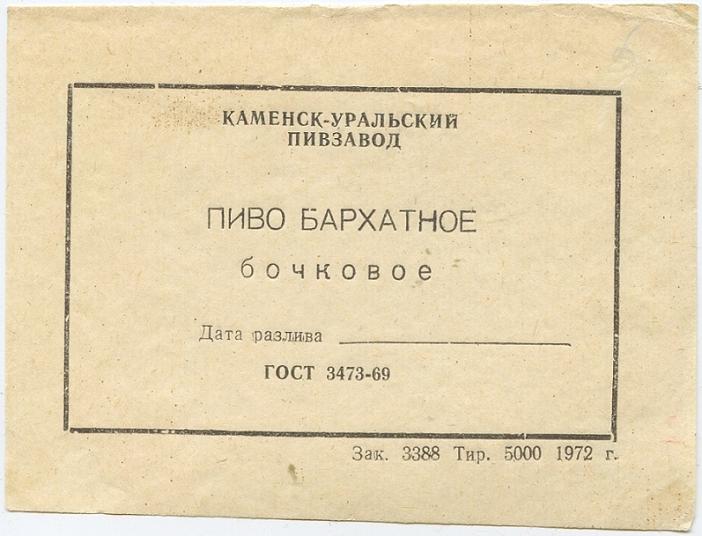 КАМЕНСК-УРАЛЬСКИЙ
ПИВЗАВОД
ПИВО БАРХАТНОЕ
бочковое
Дата разлива
ГОСТ 3473-69
Зак. 3388 Тир. 5000 1972 г.